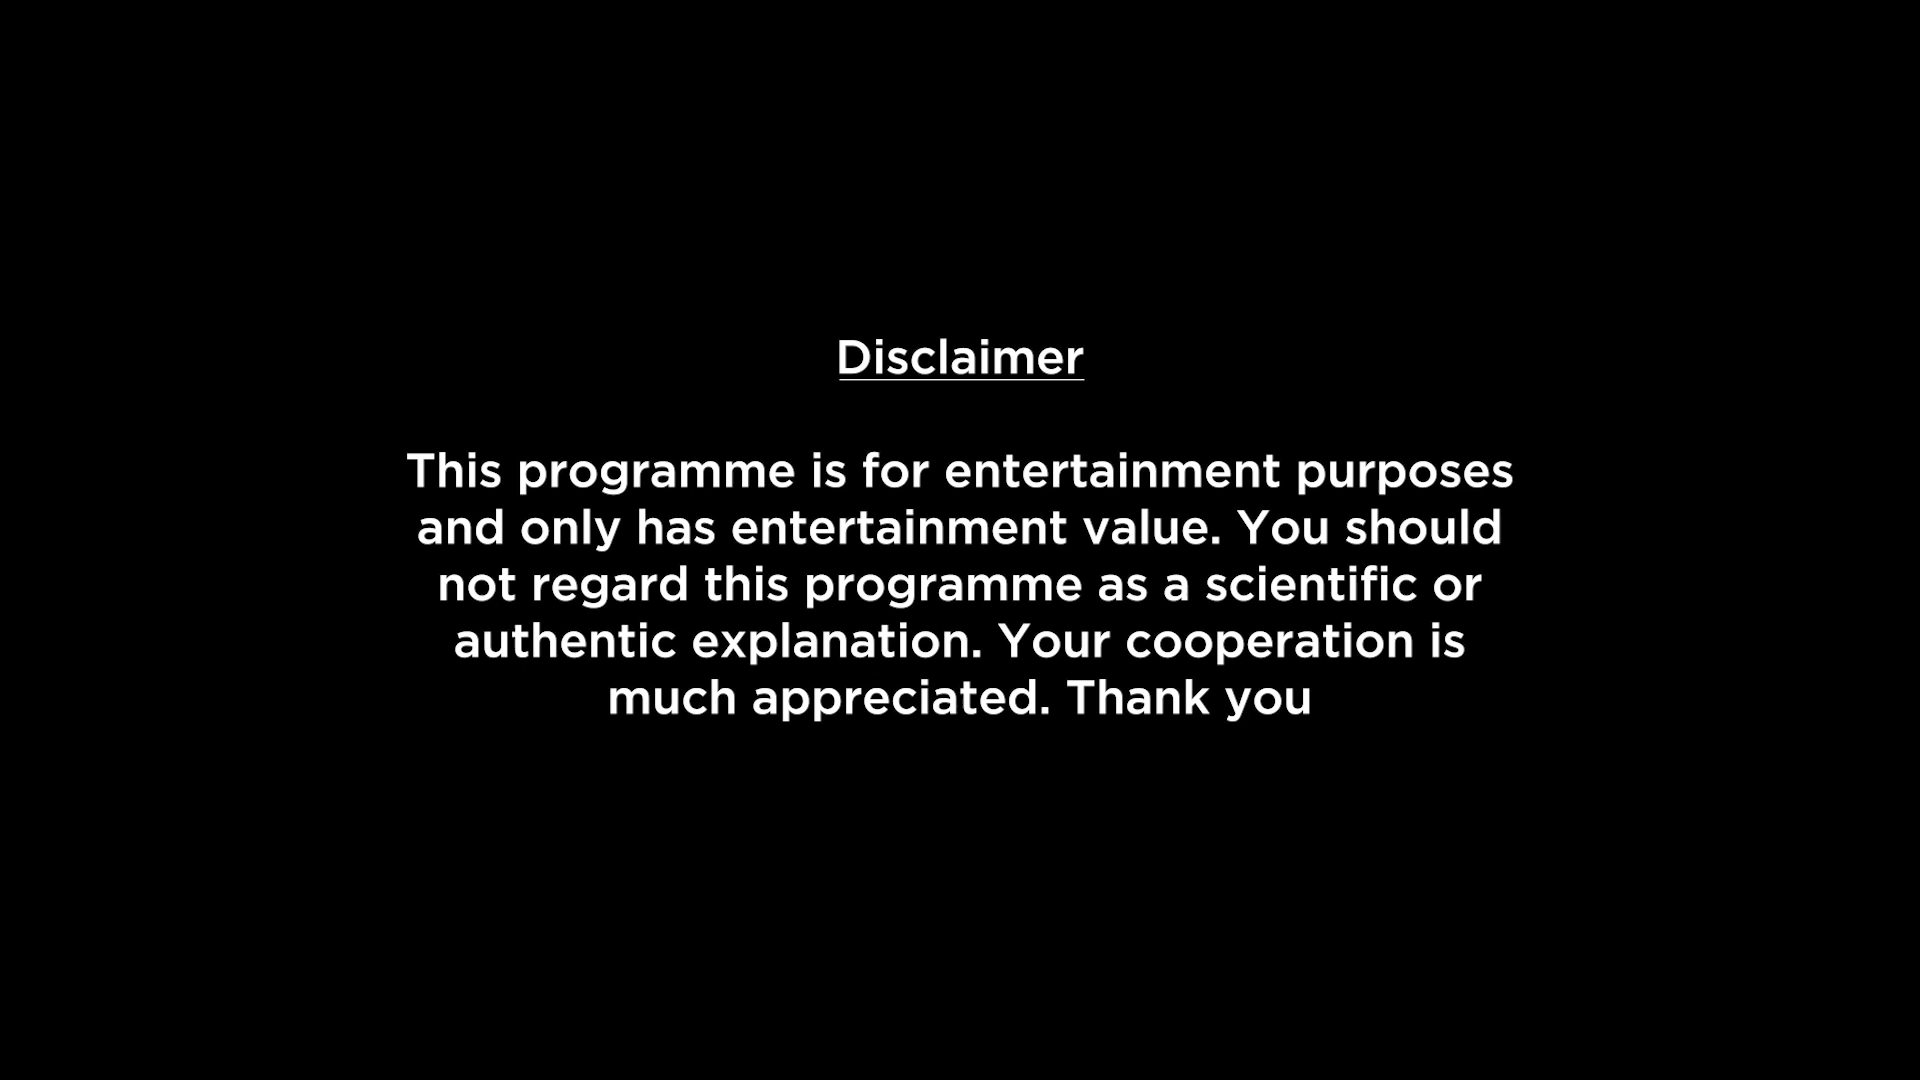 Disclaimer
This programme is for entertainment purposes
and only has entertainment value. You should
not regard this programme as a scientific or
authentic explanation. Your cooperation is
much appreciated. Thank you